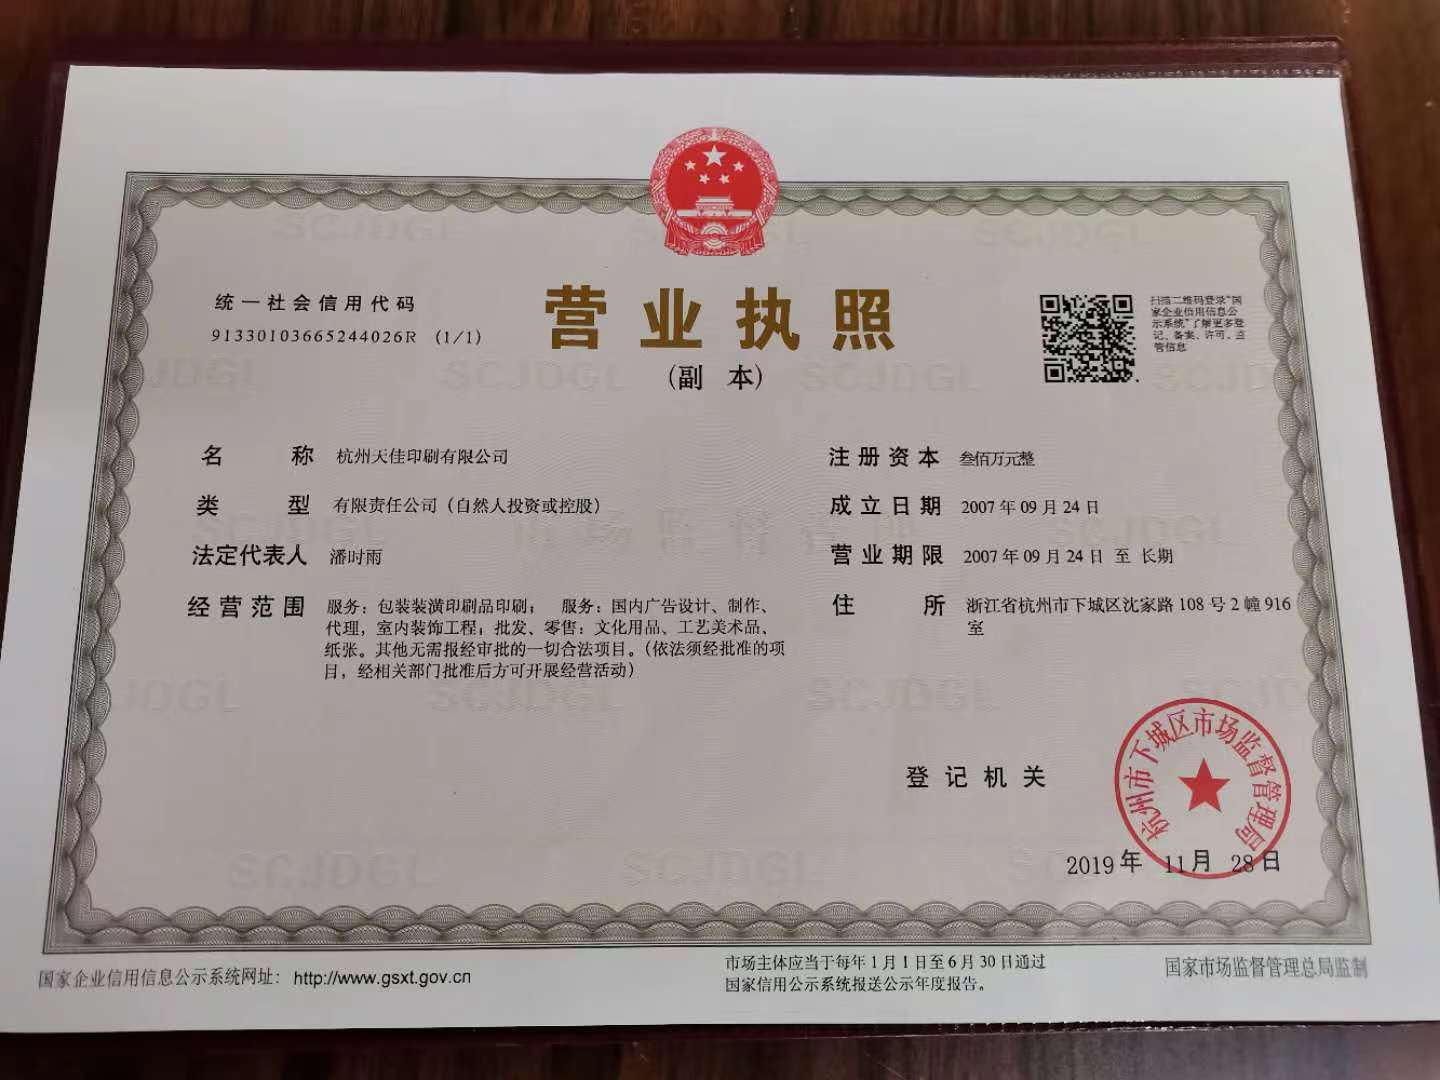 统一社会信用代码
91330103665244026R (1/1)
营业执照
(副 本)
扫描二维码登录“国
家企业信用信息公
示系统”了解更多登
记、备案、许可、监
管信息
名 称 杭州天佳印刷有限公司
类 型 有限责任公司（自然人投资或控股）
法定代表人 潘时雨
经营范围 服务：包装装潢印刷品印刷； 服务：国内广告设计、制作、
代理，室内装饰工程；批发、零售：文化用品、工艺美术品、
纸张。其他无需报经审批的一切合法项目。（依法须经批准的项
目，经相关部门批准后方可开展经营活动）
注册资本 叁佰万元整
成立日期 2007年09月24日
营业期限 2007年09月24日 至 长期
住 所 浙江省杭州市下城区沈家路108号2幢916
室
登记机关
杭州市下城区市场监督管理局
2019年 11月 28日
国家企业信用信息公示系统网址：http://www.gsxt.gov.cn
市场主体应当于每年1月1日至6月30日通过
国家信用公示系统报送公示年度报告。
国家市场监督管理总局监制